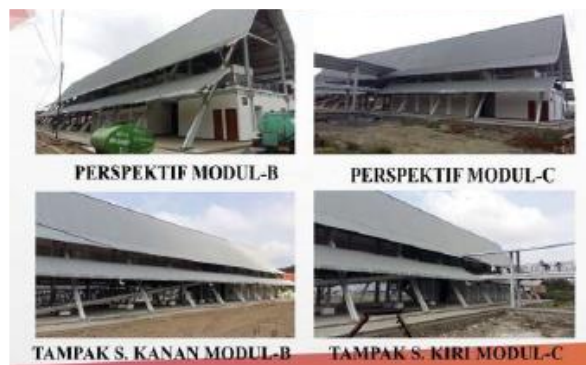 PERSPEKTIF MODUL-B
PERSPEKTIF MODUL-C
TAMPAK S. KANAN MODUL-B
TAMPAK S. KIRI MODUL-C